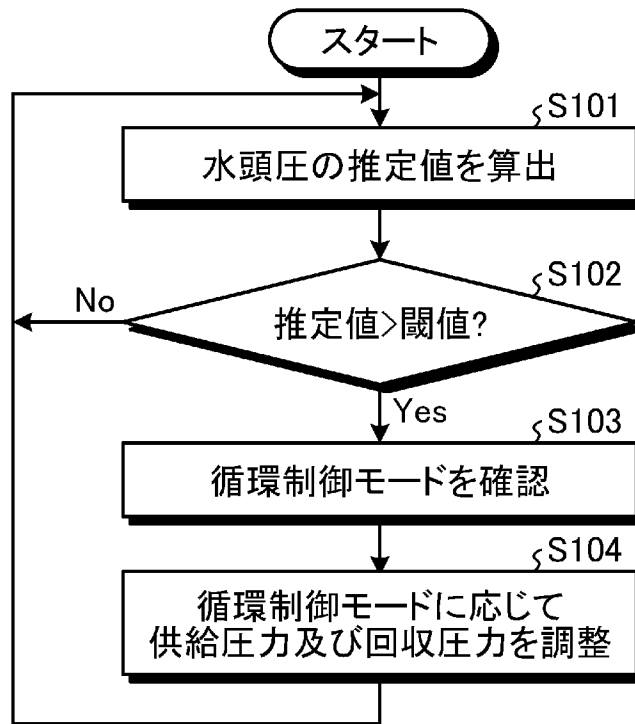 スタート
S101
水頭圧の推定値を算出
S102
推定値>閾値?
No
Yes
S103
循環制御モードを確認
S104
循環制御モードに応じて
供給圧力及び回収圧力を調整